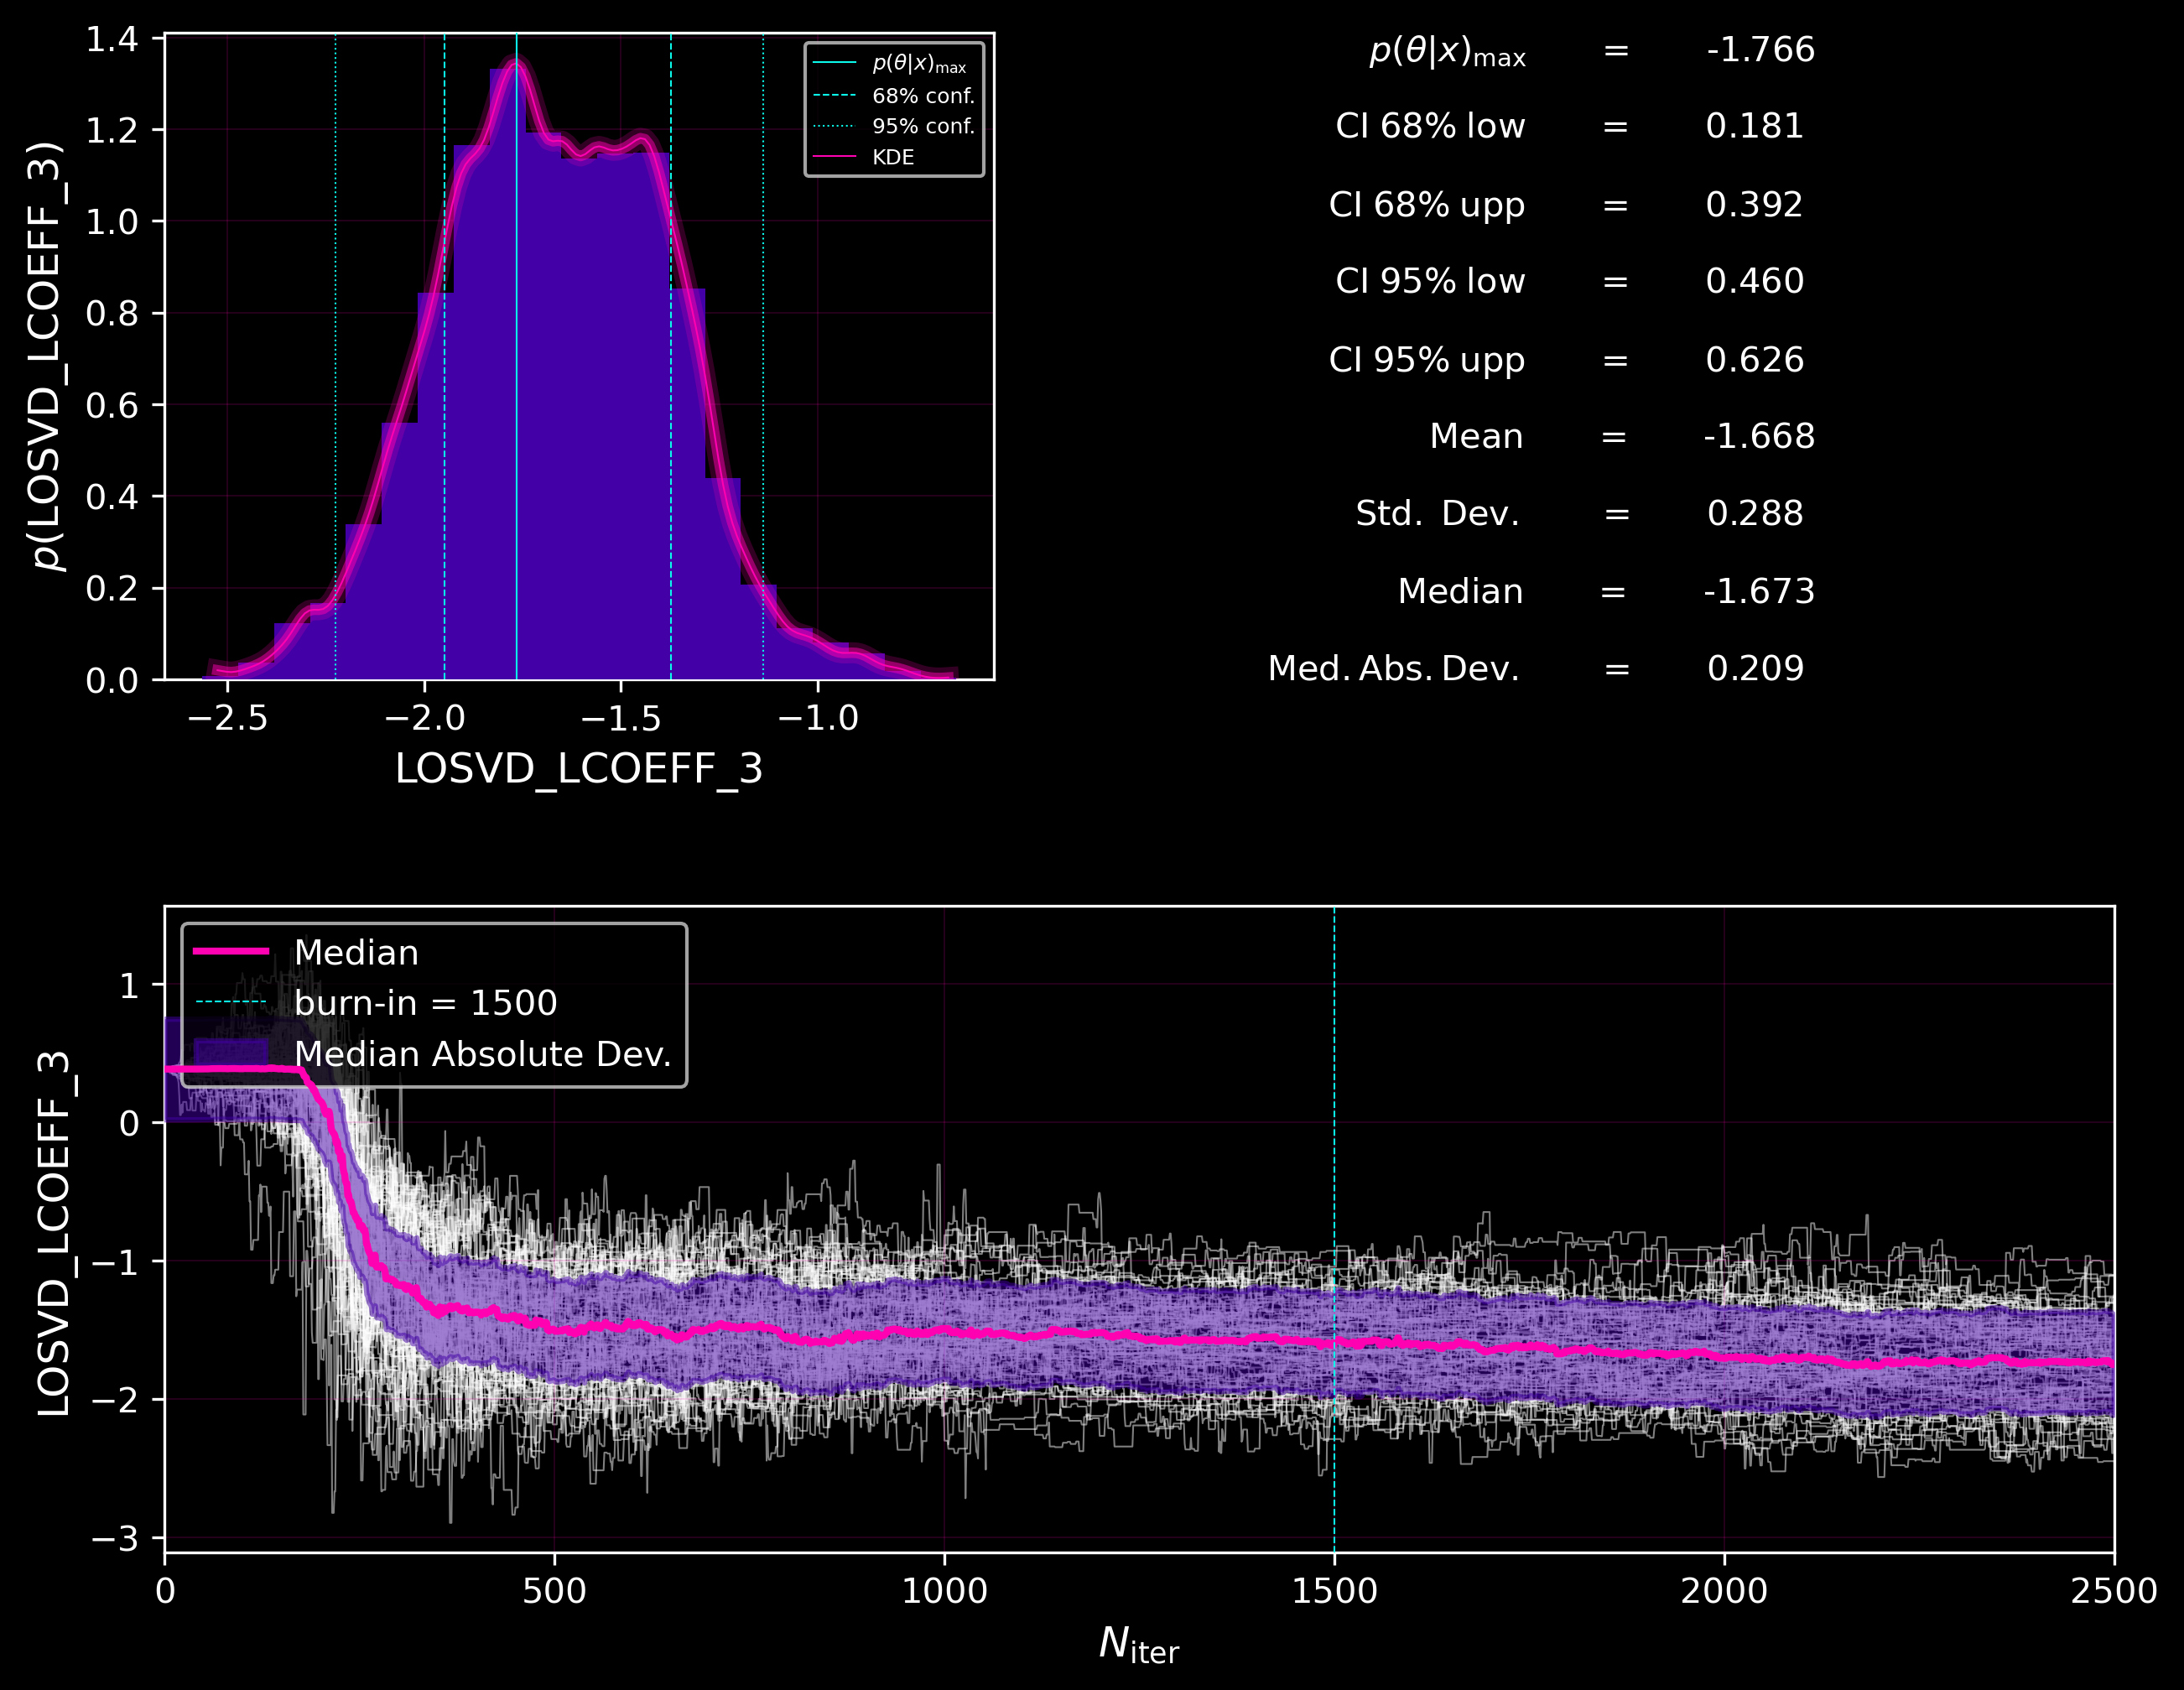 1.4
1.2
1.0
0.8
0.6
0.4
0.2
0.0
p(LOSVD_LCOEFF_3)
−2.5 −2.0 −1.5 −1.0
LOSVD_LCOEFF_3
p(θ|x)max
68% conf.
95% conf.
KDE
p(θ|x)max = -1.766
CI 68% low = 0.181
CI 68% upp = 0.392
CI 95% low = 0.460
CI 95% upp = 0.626
Mean = -1.668
Std. Dev. = 0.288
Median = -1.673
Med. Abs. Dev. = 0.209
Median
burn-in = 1500
Median Absolute Dev.
1
0
−1
−2
−3
LOSVD_LCOEFF_3
0 500 1000 1500 2000 2500
Niter